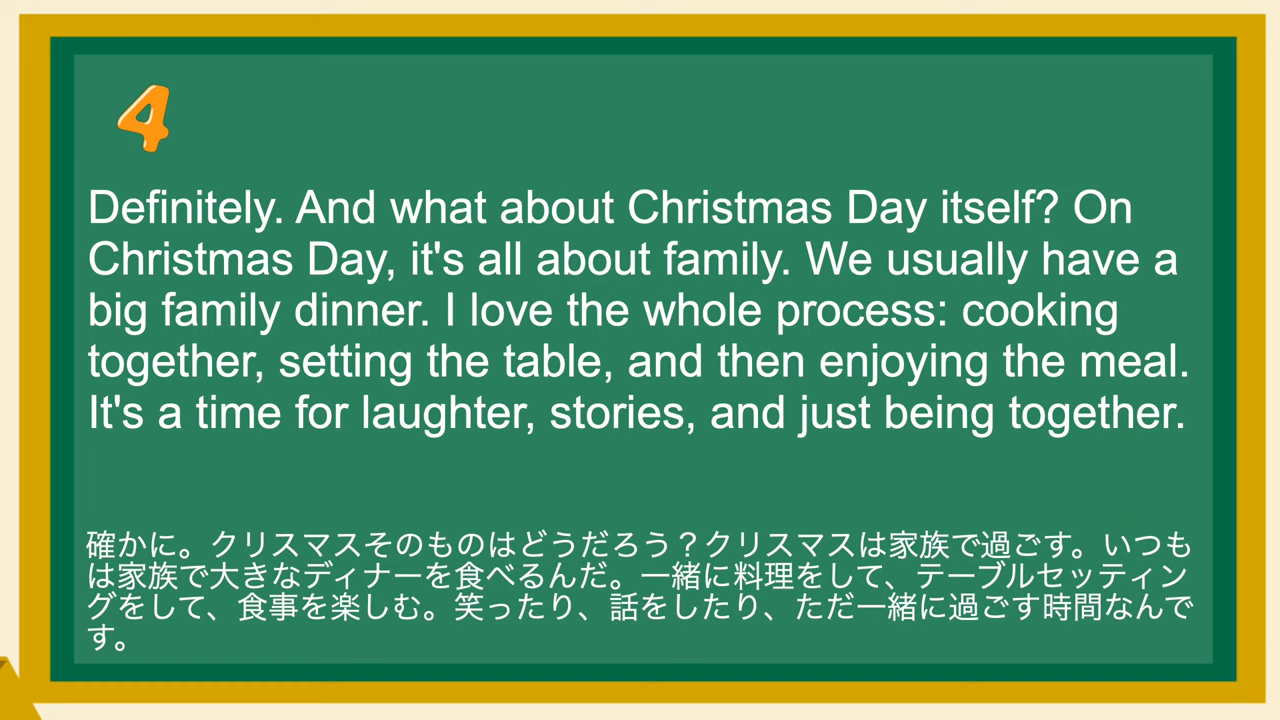 4
Definitely. And what about Christmas Day itself? On
Christmas Day, it's all about family. We usually have a
big family dinner. I love the whole process: cooking
together, setting the table, and then enjoying the meal.
It's a time for laughter, stories, and just being together.
確かに。クリスマスそのものはどうだろう？クリスマスは家族で過ごす。いつも
は家族で大きなディナーを食べるんだ。一緒に料理をして、テーブルセッティン
グをして、食事を楽しむ。笑ったり、話をしたり、ただ一緒に過ごす時間なんで
す。